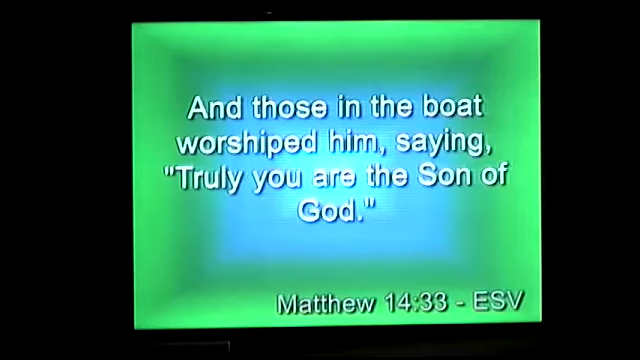 And those in the boat
worshiped him, saying,
"Truly you are the Son of
God."
Matthew 14:33 - ESV